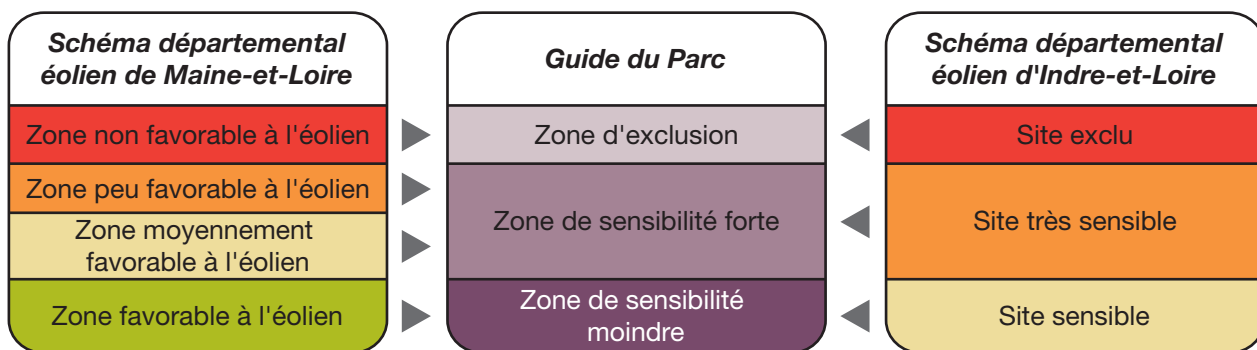 Schéma départemental
éolien de Maine-et-Loire
Zone non favorable à l'éolien
Zone peu favorable à l'éolien
Zone moyennement
favorable à l'éolien
Zone favorable à l'éolien
Guide du Parc
Zone d'exclusion
Zone de sensibilité forte
Zone de sensibilité
moindre
Schéma départemental
éolien d'Indre-et-Loire
Site exclu
Site très sensible
Site sensible